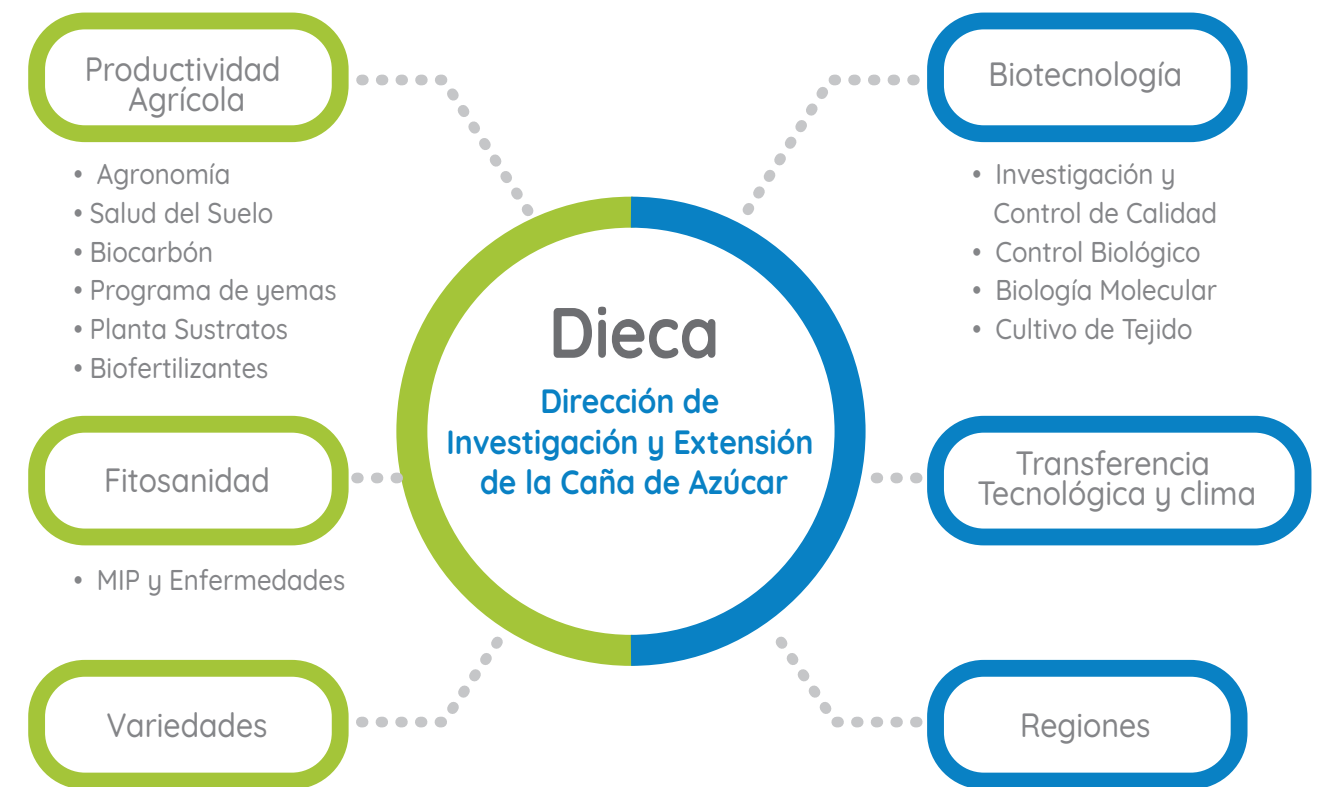 Productividad
Agrícola
• Agronomía
• Salud del Suelo
• Biocarbón
• Programa de yemas
• Planta Sustratos
• Biofertilizantes
Fitosanidad
• MIP y Enfermedades
Variedades
Dieca
Dirección de
Investigación y Extensión
de la Caña de Azúcar
Biotecnología
• Investigación y
Control de Calidad
• Control Biológico
• Biología Molecular
• Cultivo de Tejido
Transferencia
Tecnológica y clima
Regiones